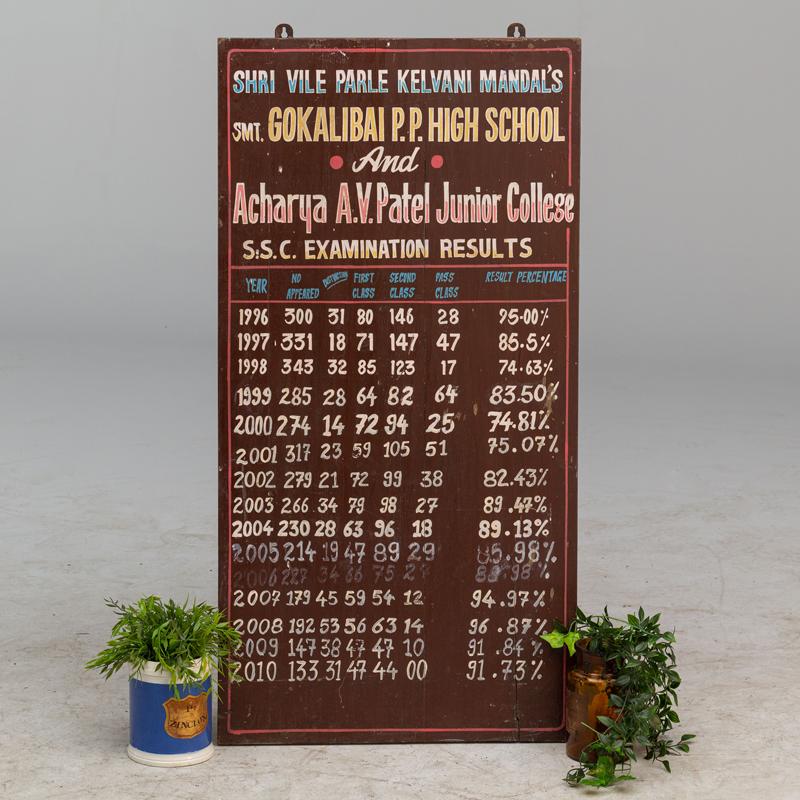 SHRI VILE PARLE KELVANI MANDAL'S
SMT. GOKALIBAI P.P. HIGH SCHOOL
And
Acharya A.V. Patel Junior College
S.S.C. EXAMINATION RESULTS
YEAR NO APPEARED DISTINCTION FIRST CLASS SECOND CLASS PASS CLASS RESULT PERCENTAGE
1996 300 31 80 146 28 95.00%
1997 331 18 71 147 47 85.5%
1998 343 32 85 123 17 74.63%
1999 285 28 64 82 64 83.50%
2000 274 14 72 94 25 74.81%
2001 317 23 59 105 51 75.07%
2002 279 21 72 99 38 82.43%
2003 266 34 79 98 27 89.47%
2004 230 28 63 96 18 89.13%
2005 214 19 47 89 29 85.98%
2006 227 34 66 75
2007 179 45 59 54 12 94.97%
2008 192 53 56 63 14 96.87%
2009 147 38 47 47 10 91.84%
2010 133 31 47 44 00 91.73%